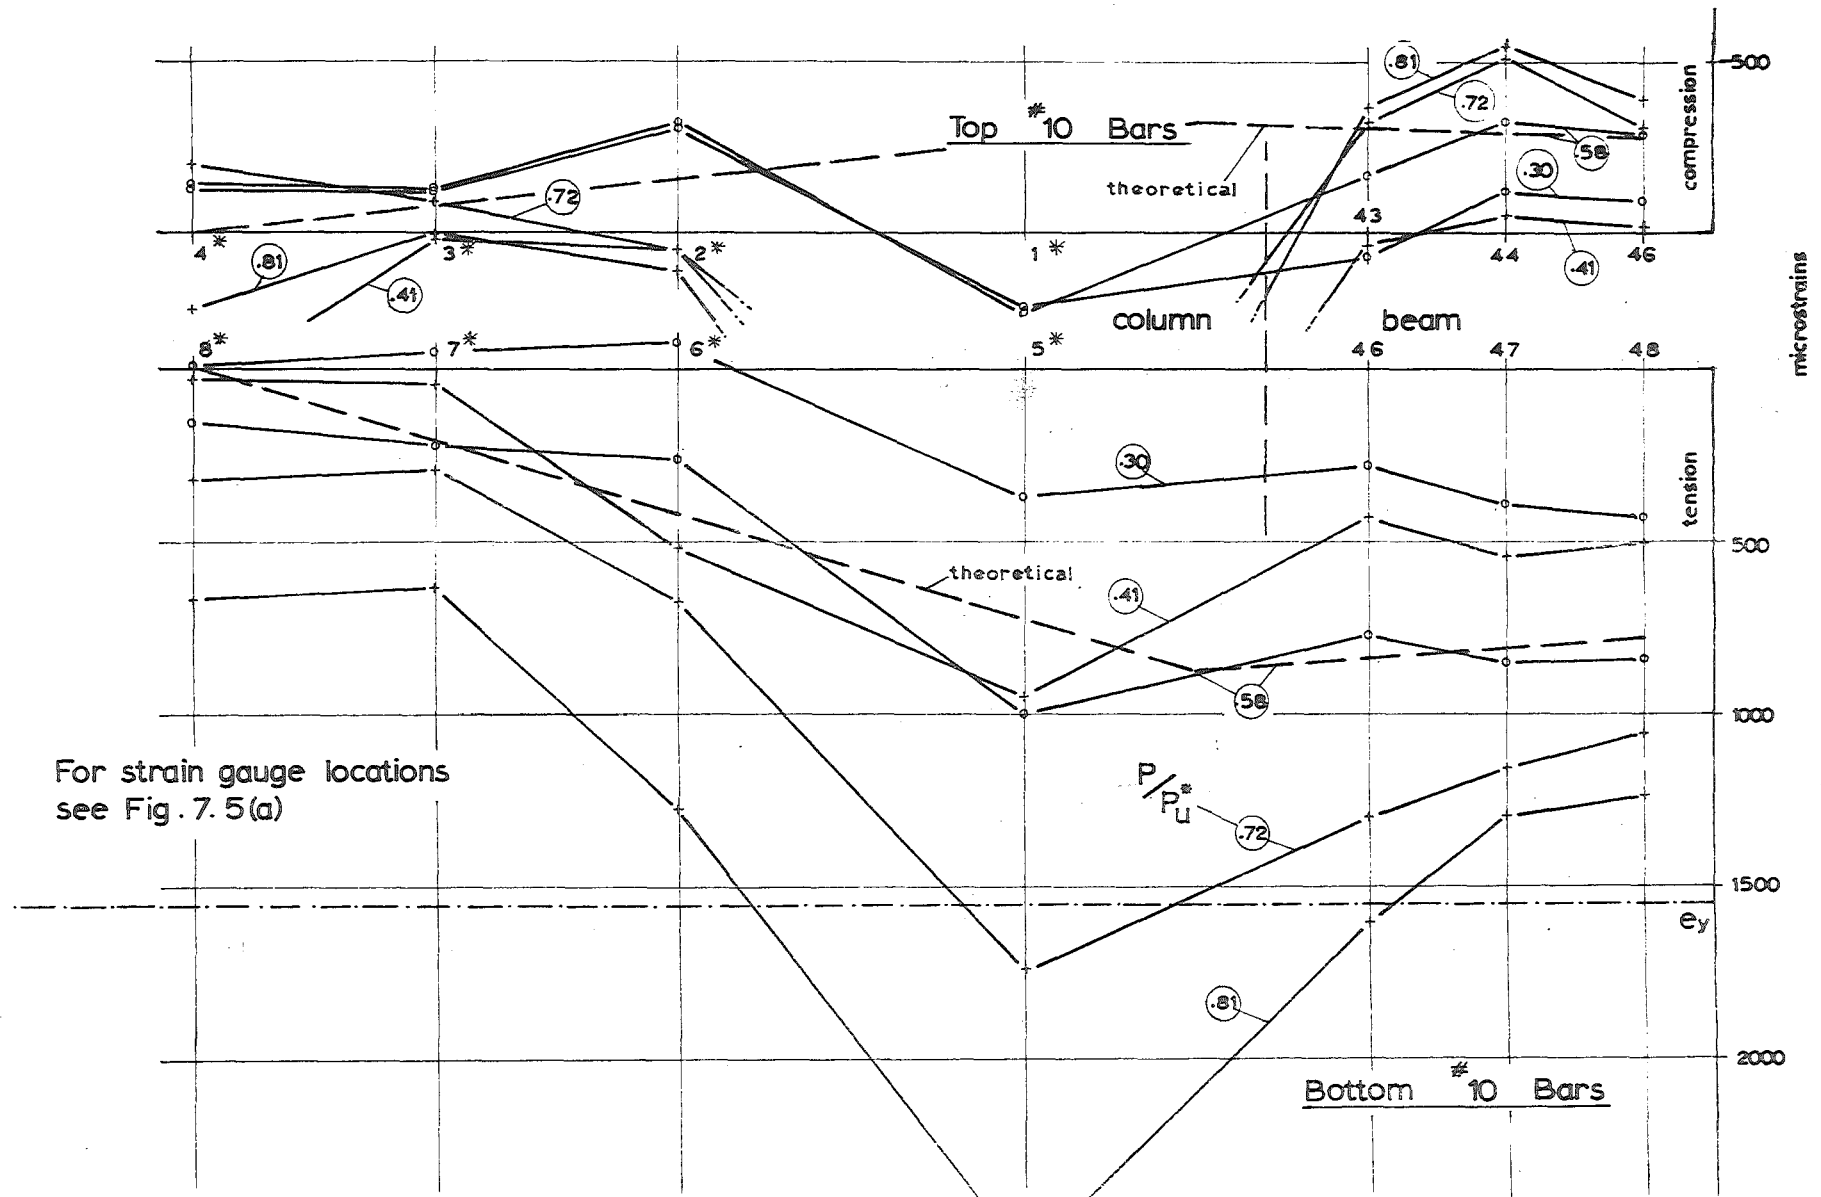 .81
500
.72
Top #10 Bars
compression
.58
theoretical
.30
.72
43
4* 3* 2* 1* 44 46
.81
.41
.41
column beam
microstrains
8* 7* 6* 5* 46 47 48
.30
tension
500
theoretical
.41
.58
1000
For strain gauge locations
see Fig. 7.5(a)
P/Pu*
.72
1500
ey
.81
2000
Bottom #10 Bars